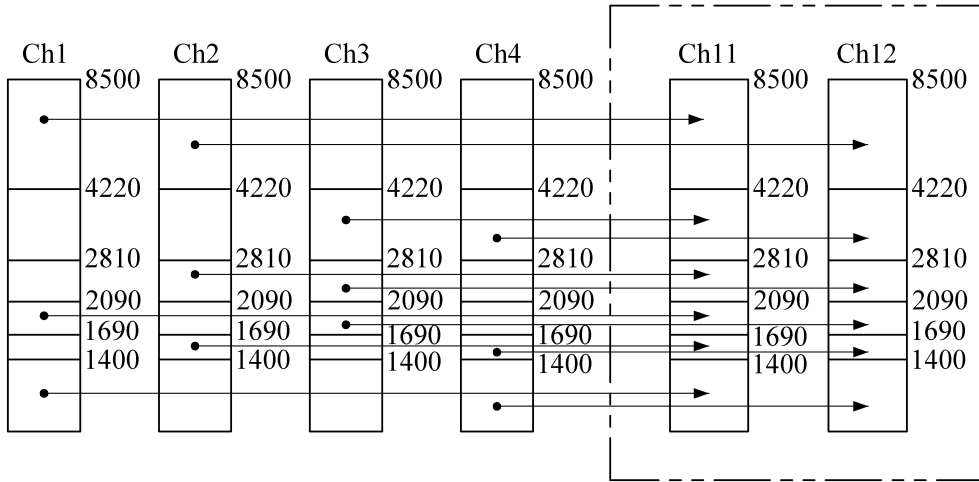 Ch1 Ch2 Ch3 Ch4 Ch11 Ch12
8500 8500 8500 8500 8500 8500
4220 4220 4220 4220 4220 4220
2810 2810 2810 2810 2810 2810
2090 2090 2090 2090 2090 2090
1690 1690 1690 1690 1690 1690
1400 1400 1400 1400 1400 1400